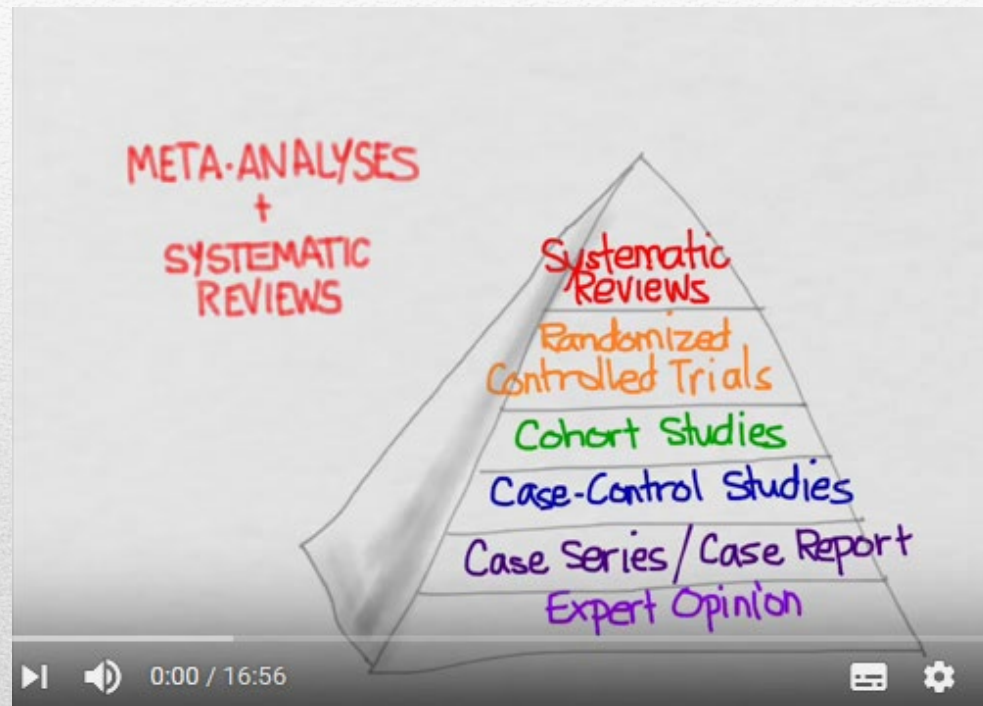 META-ANALYSES
+
SYSTEMATIC
REVIEWS
Systematic
Reviews
Randomized
Controlled Trials
Cohort Studies
Case-Control Studies
Case Series/Case Report
Expert Opinion
0:00 / 16:56